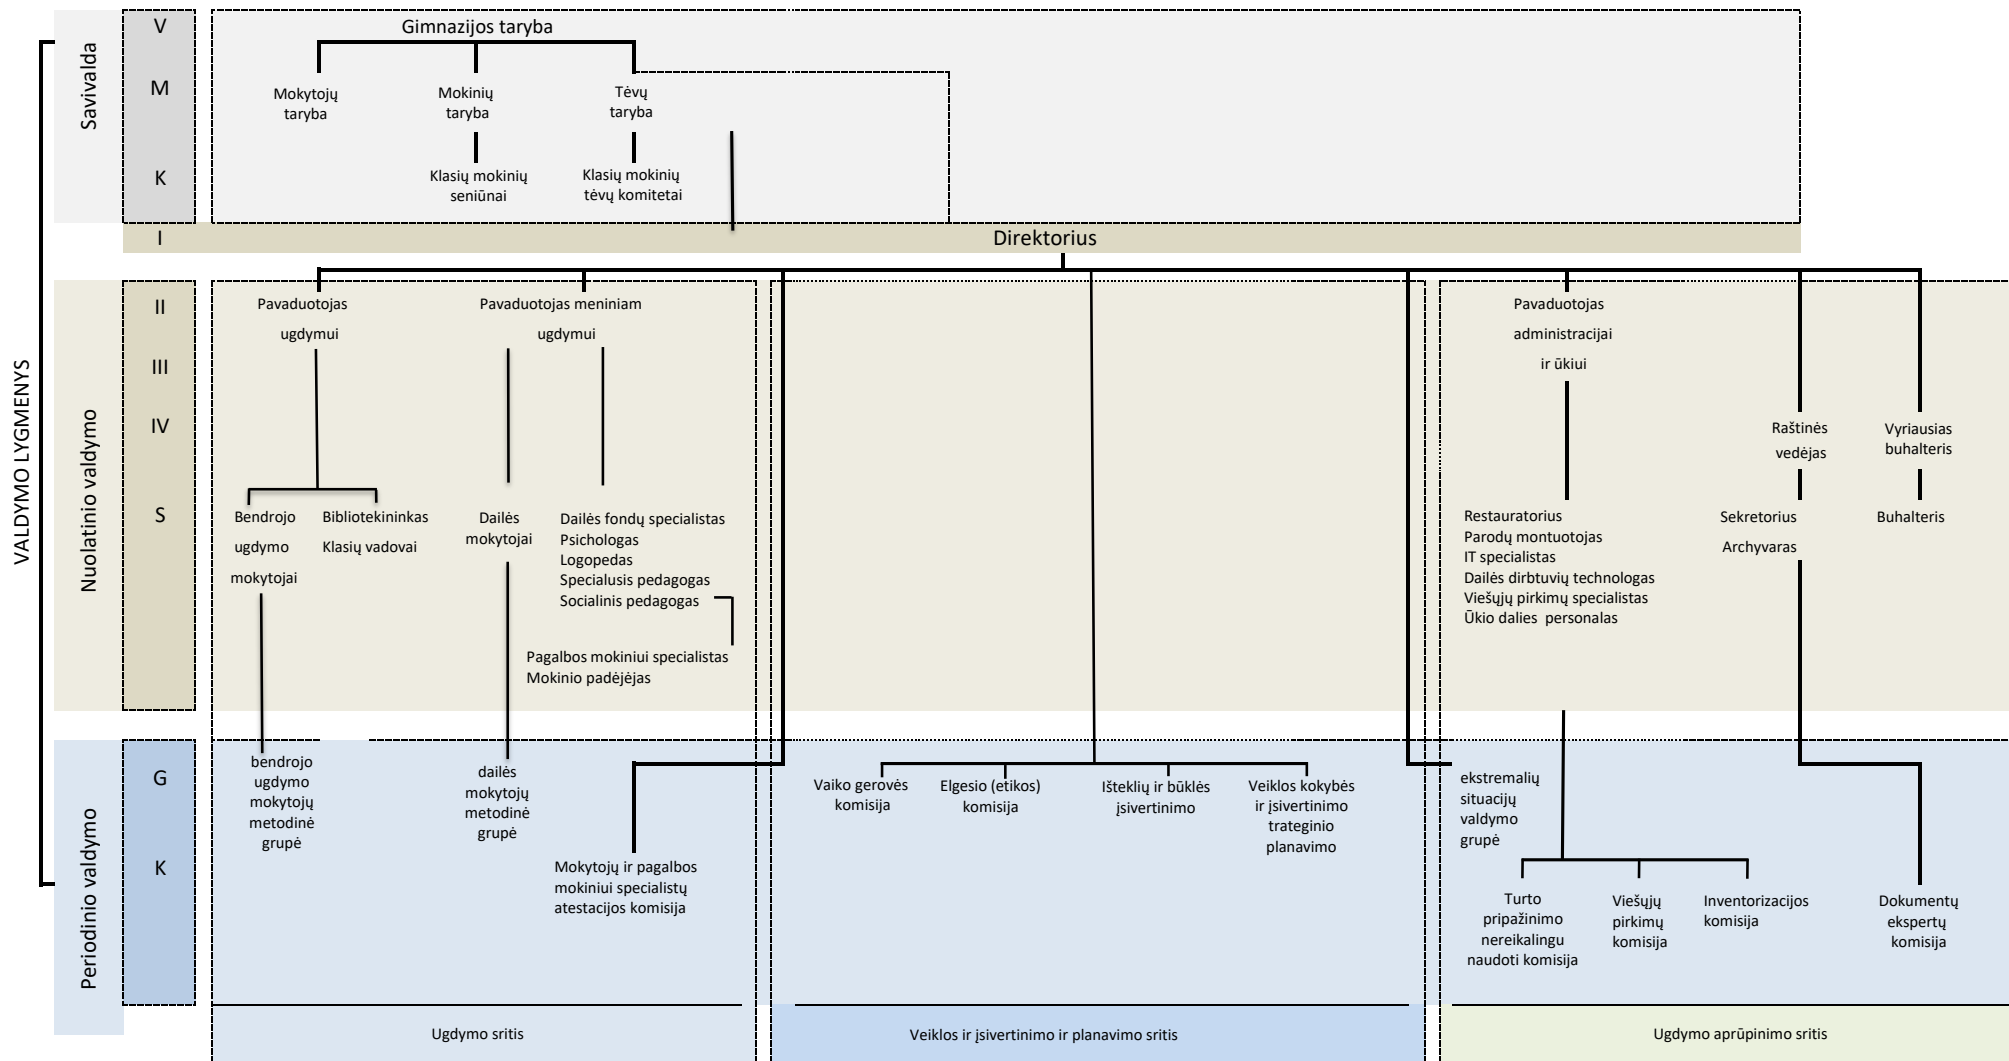 VALDYMO LYGMENYS
Savivalda
V
M
K
Gimnazijos taryba
Mokytojų
taryba
Mokinių
taryba
Tėvų
taryba
Klasių mokinių
seniūnai
Klasių mokinių
tėvų komitetai
I
Direktorius
Nuolatinio valdymo
II
III
IV
S
Pavaduotojas
ugdymui
Pavaduotojas meniniam
ugdymui
Pavaduotojas
administracijai
ir ūkiui
Raštinės
vedėjas
Vyriausias
buhalteris
Bendrojo
ugdymo
mokytojai
Bibliotekininkas
Klasių vadovai
Dailės
mokytojai
Dailės fondų specialistas
Psichologas
Logopedas
Specialusis pedagogas
Socialinis pedagogas
Pagalbos mokiniui specialistas
Mokinio padėjėjas
Restauratorius
Parodų montuotojas
IT specialistas
Dailės dirbtuvių technologas
Viešųjų pirkimų specialistas
Ūkio dalies personalas
Sekretorius
Archyvaras
Buhalteris
Periodinio valdymo
G
K
bendrojo
ugdymo
mokytojų
metodinė
grupė
dailės
mokytojų
metodinė
grupė
Mokytojų ir pagalbos
mokiniui specialistų
atestacijos komisija
Vaiko gerovės
komisija
Elgesio (etikos)
komisija
Išteklių ir būklės
įsivertinimo
Veiklos kokybės
ir įsivertinimo
trateginio
planavimo
ekstremalių
situacijų
valdymo
grupė
Turto
pripažinimo
nereikalingu
naudoti komisija
Viešųjų
pirkimų
komisija
Inventorizacijos
komisija
Dokumentų
ekspertų
komisija
Ugdymo sritis
Veiklos ir įsivertinimo ir planavimo sritis
Ugdymo aprūpinimo sritis